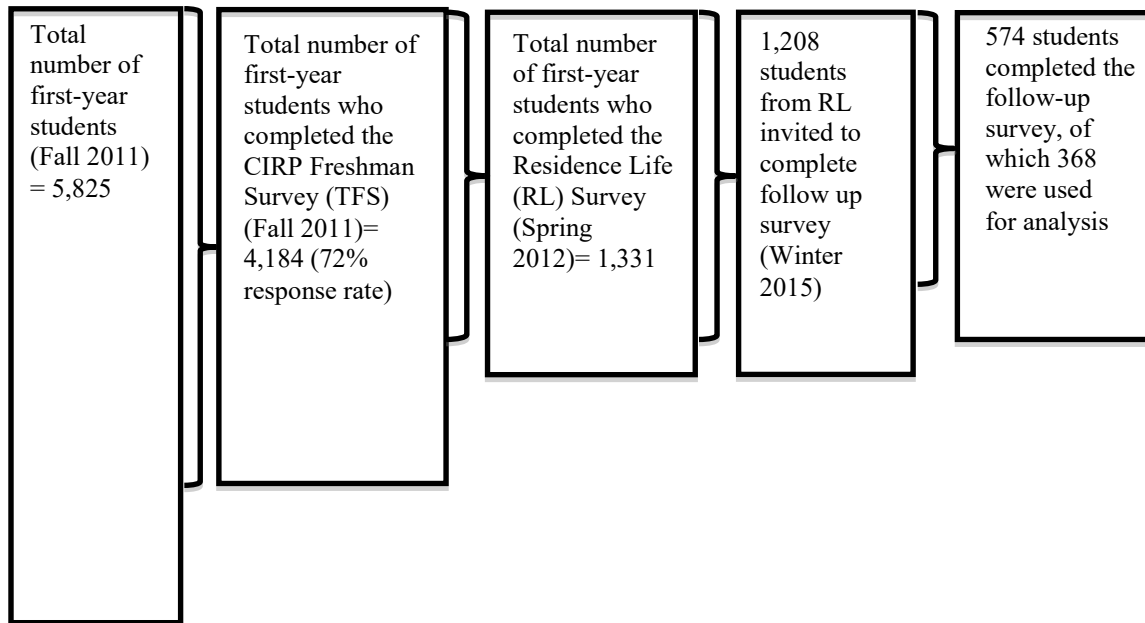 Total
number of
first-year
students
(Fall 2011)
= 5,825
Total number of
first-year
students who
completed the
CIRP Freshman
Survey (TFS)
(Fall 2011)=
4,184 (72%
response rate)
Total number
of first-year
students who
completed the
Residence Life
(RL) Survey
(Spring
2012)= 1,331
1,208
students
from RL
invited to
complete
follow up
survey
(Winter
2015)
574 students
completed the
follow-up
survey, of
which 368
were used
for analysis